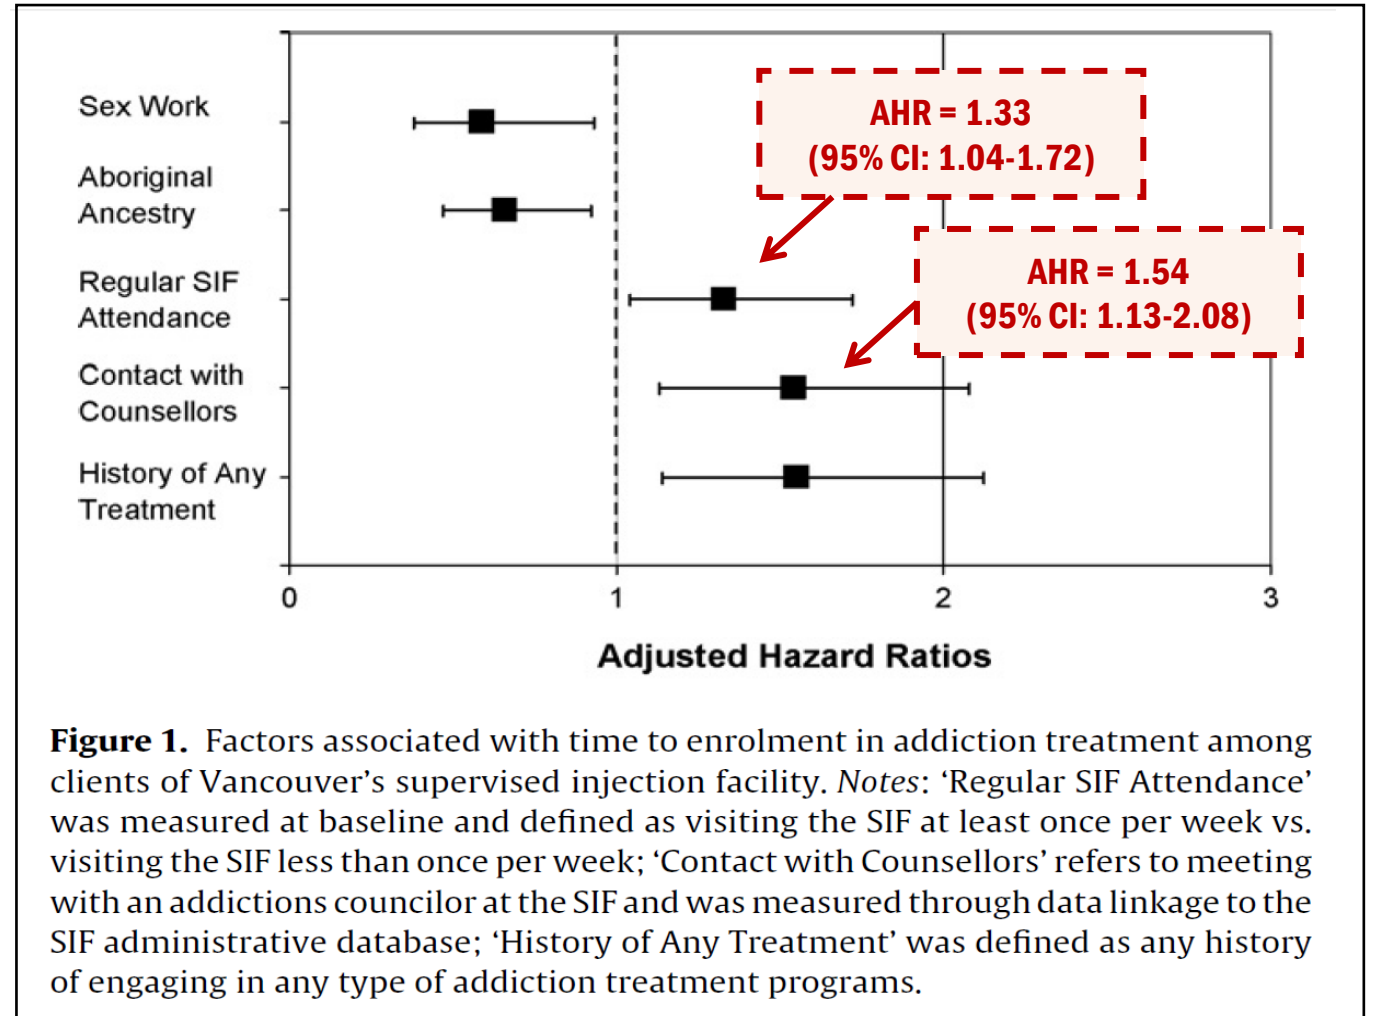 Sex Work
Aboriginal
Ancestry
Regular SIF
Attendance
Contact with
Counsellors
History of Any
Treatment
AHR = 1.33
(95% CI: 1.04-1.72)
AHR = 1.54
(95% CI: 1.13-2.08)
0 1 2 3
Adjusted Hazard Ratios
Figure 1. Factors associated with time to enrolment in addiction treatment among
clients of Vancouver’s supervised injection facility. Notes: ‘Regular SIF Attendance’
was measured at baseline and defined as visiting the SIF at least once per week vs.
visiting the SIF less than once per week; ‘Contact with Counsellors’ refers to meeting
with an addictions councilor at the SIF and was measured through data linkage to the
SIF administrative database; ‘History of Any Treatment’ was defined as any history
of engaging in any type of addiction treatment programs.